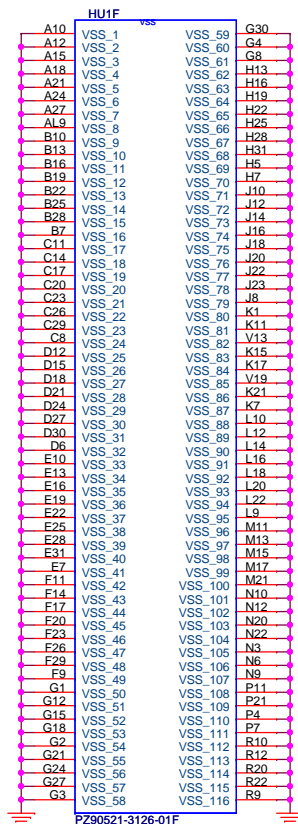 HU1F
VSS
A10 VSS_1 VSS_59 G30
A12 VSS_2 VSS_60 G4
A15 VSS_3 VSS_61 G8
A18 VSS_4 VSS_62 H13
A21 VSS_5 VSS_63 H16
A24 VSS_6 VSS_64 H19
A27 VSS_7 VSS_65 H22
AL9 VSS_8 VSS_66 H25
B10 VSS_9 VSS_67 H28
B13 VSS_10 VSS_68 H31
B16 VSS_11 VSS_69 H5
B19 VSS_12 VSS_70 H7
B22 VSS_13 VSS_71 J10
B25 VSS_14 VSS_72 J12
B28 VSS_15 VSS_73 J14
B7 VSS_16 VSS_74 J16
C11 VSS_17 VSS_75 J18
C14 VSS_18 VSS_76 J20
C17 VSS_19 VSS_77 J22
C20 VSS_20 VSS_78 J23
C23 VSS_21 VSS_79 J8
C26 VSS_22 VSS_80 K1
C29 VSS_23 VSS_81 K11
C8 VSS_24 VSS_82 V13
D12 VSS_25 VSS_83 K15
D15 VSS_26 VSS_84 K17
D18 VSS_27 VSS_85 V19
D21 VSS_28 VSS_86 K21
D24 VSS_29 VSS_87 K7
D27 VSS_30 VSS_88 L10
D30 VSS_31 VSS_89 L12
D6 VSS_32 VSS_90 L14
E10 VSS_33 VSS_91 L16
E13 VSS_34 VSS_92 L18
E16 VSS_35 VSS_93 L20
E19 VSS_36 VSS_94 L22
E22 VSS_37 VSS_95 L9
E25 VSS_38 VSS_96 M11
E28 VSS_39 VSS_97 M13
E31 VSS_40 VSS_98 M15
E7 VSS_41 VSS_99 M17
F11 VSS_42 VSS_100 M21
F14 VSS_43 VSS_101 N10
F17 VSS_44 VSS_102 N12
F20 VSS_45 VSS_103 N20
F23 VSS_46 VSS_104 N22
F26 VSS_47 VSS_105 N3
F29 VSS_48 VSS_106 N6
F9 VSS_49 VSS_107 N9
G1 VSS_50 VSS_108 P11
G12 VSS_51 VSS_109 P21
G15 VSS_52 VSS_110 P4
G18 VSS_53 VSS_111 P7
G2 VSS_54 VSS_112 R10
G21 VSS_55 VSS_113 R12
G24 VSS_56 VSS_114 R20
G27 VSS_57 VSS_115 R22
G3 VSS_58 VSS_116 R9
PZ90521-3126-01F